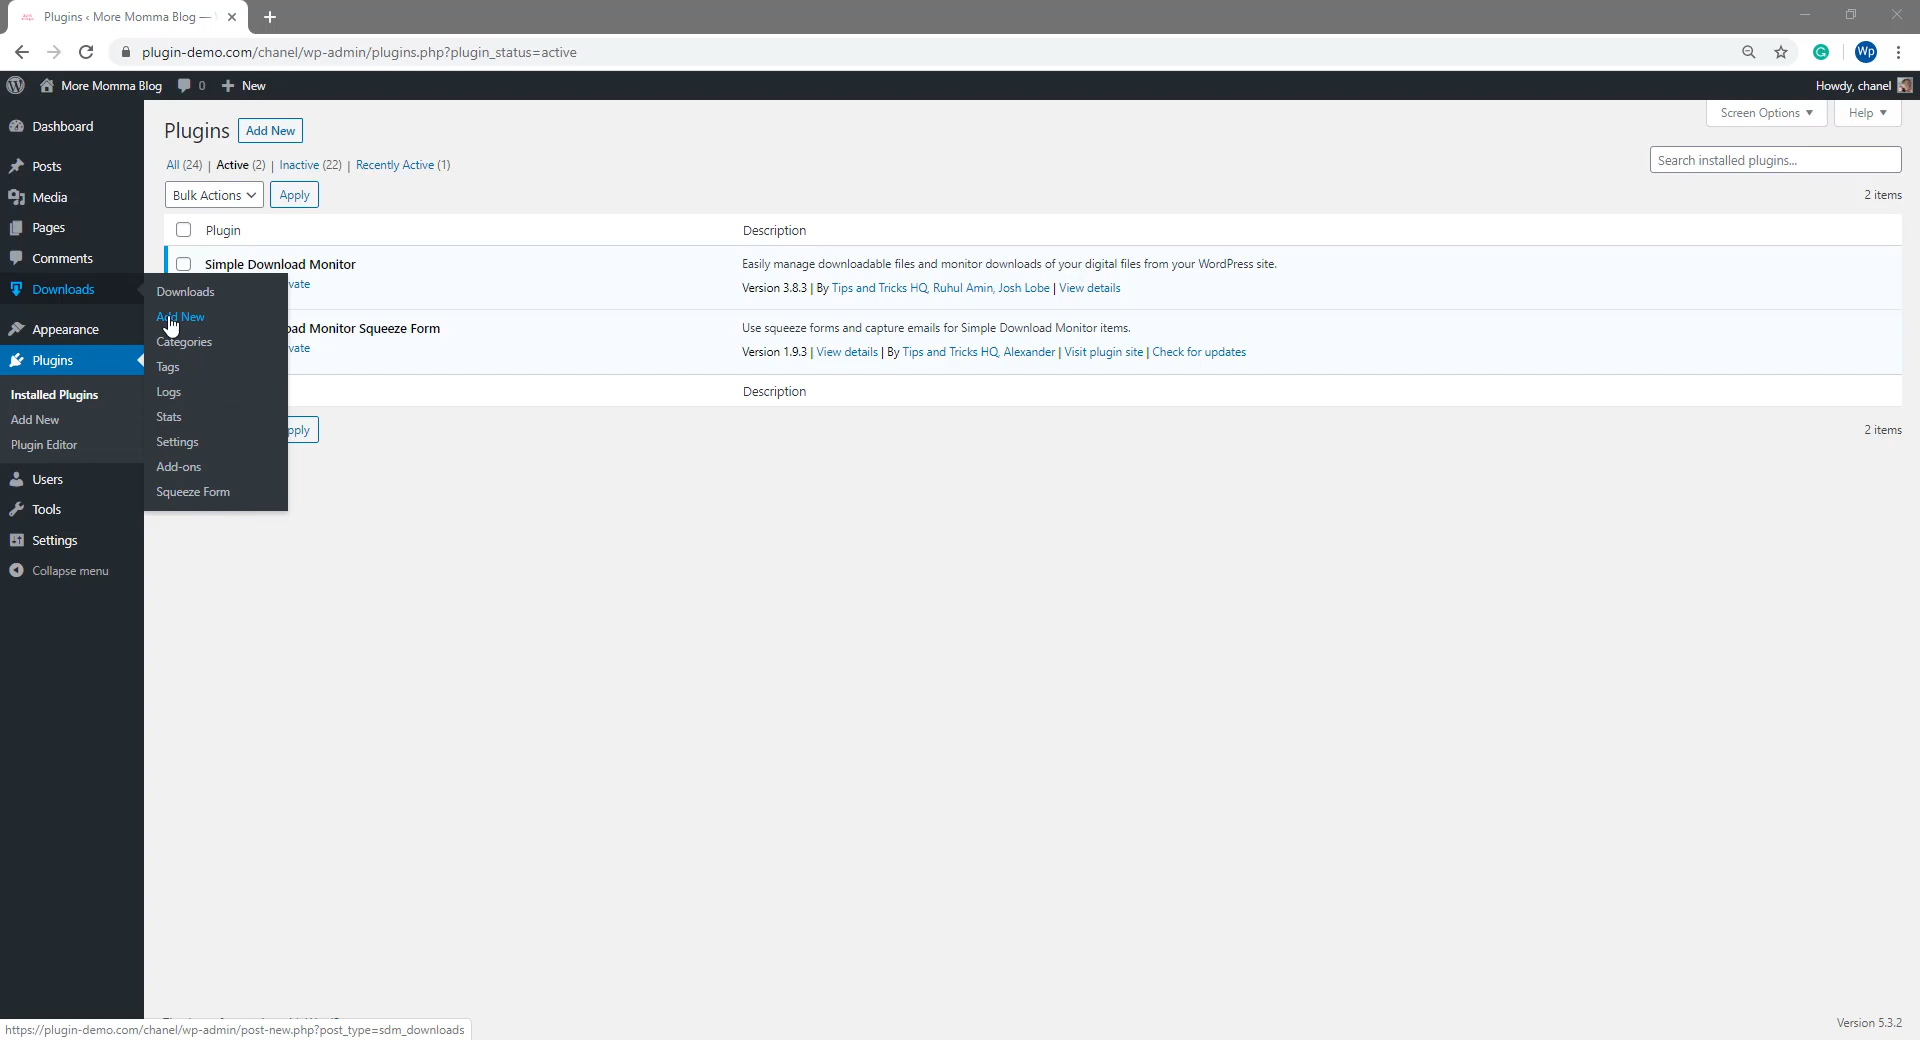 Plugins ‹ More Momma Blog —
plugin-demo.com/chanel/wp-admin/plugins.php?plugin_status=active
Wp
More Momma Blog 0 New
Howdy, chanel
Dashboard
Posts
Media
Pages
Comments
Downloads
Appearance
Plugins
Installed Plugins
Add New
Plugin Editor
Users
Tools
Settings
Collapse menu
Downloads
Add New
Categories
Tags
Logs
Stats
Settings
Add-ons
Squeeze Form
Screen Options Help
Plugins Add New
All (24) | Active (2) | Inactive (22) | Recently Active (1)
Search installed plugins...
Bulk Actions Apply
2 items
Plugin Description
Simple Download Monitor
vate
Easily manage downloadable files and monitor downloads of your digital files from your WordPress site.
Version 3.8.3 | By Tips and Tricks HQ, Ruhul Amin, Josh Lobe | View details
oad Monitor Squeeze Form
vate
Use squeeze forms and capture emails for Simple Download Monitor items.
Version 1.9.3 | View details | By Tips and Tricks HQ, Alexander | Visit plugin site | Check for updates
Description
pply
2 items
https://plugin-demo.com/chanel/wp-admin/post-new.php?post_type=sdm_downloads
Version 5.3.2